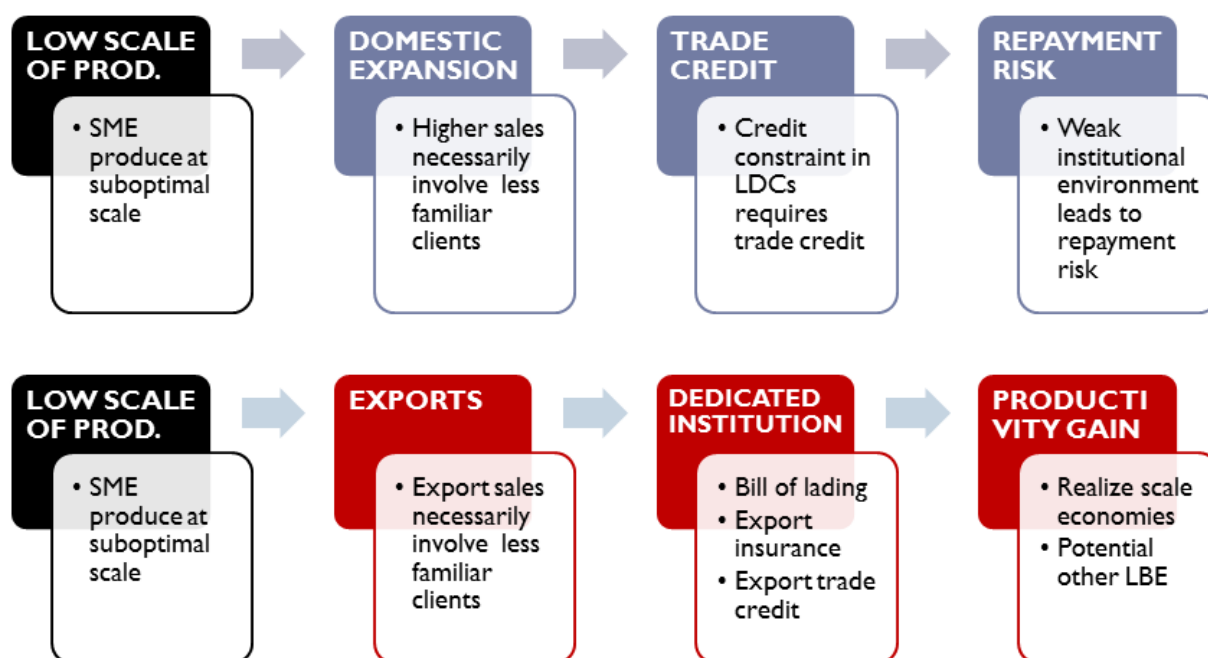 LOW SCALE
OF PROD.
• SME
produce at
suboptimal
scale
DOMESTIC
EXPANSION
• Higher sales
necessarily
involve less
familiar
clients
TRADE
CREDIT
• Credit
constraint in
LDCs
requires
trade credit
REPAYMENT
RISK
• Weak
institutional
environment
leads to
repayment
risk
LOW SCALE
OF PROD.
• SME
produce at
suboptimal
scale
EXPORTS
• Export sales
necessarily
involve less
familiar
clients
DEDICATED
INSTITUTION
• Bill of lading
• Export
insurance
• Export trade
credit
PRODUCTI
VITY GAIN
• Realize scale
economies
• Potential
other LBE